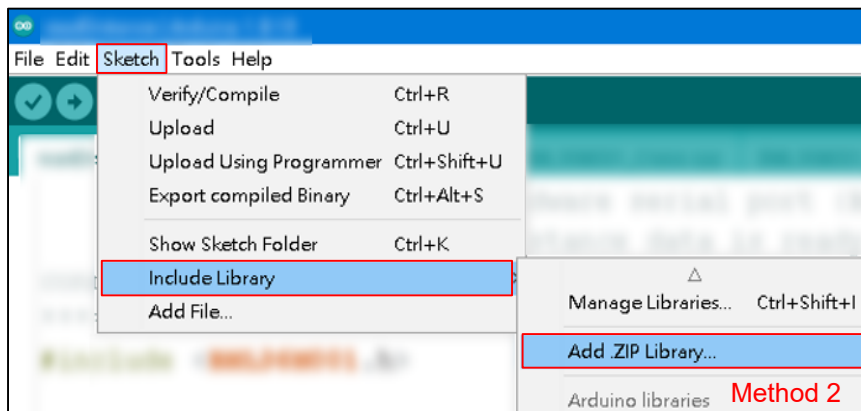 File Edit Sketch Tools Help
Verify/Compile Ctrl+R
Upload Ctrl+U
Upload Using Programmer Ctrl+Shift+U
Export compiled Binary Ctrl+Alt+S
Show Sketch Folder Ctrl+K
Include Library
Add File...
Manage Libraries... Ctrl+Shift+I
Add .ZIP Library...
Arduino libraries
Method 2
#include